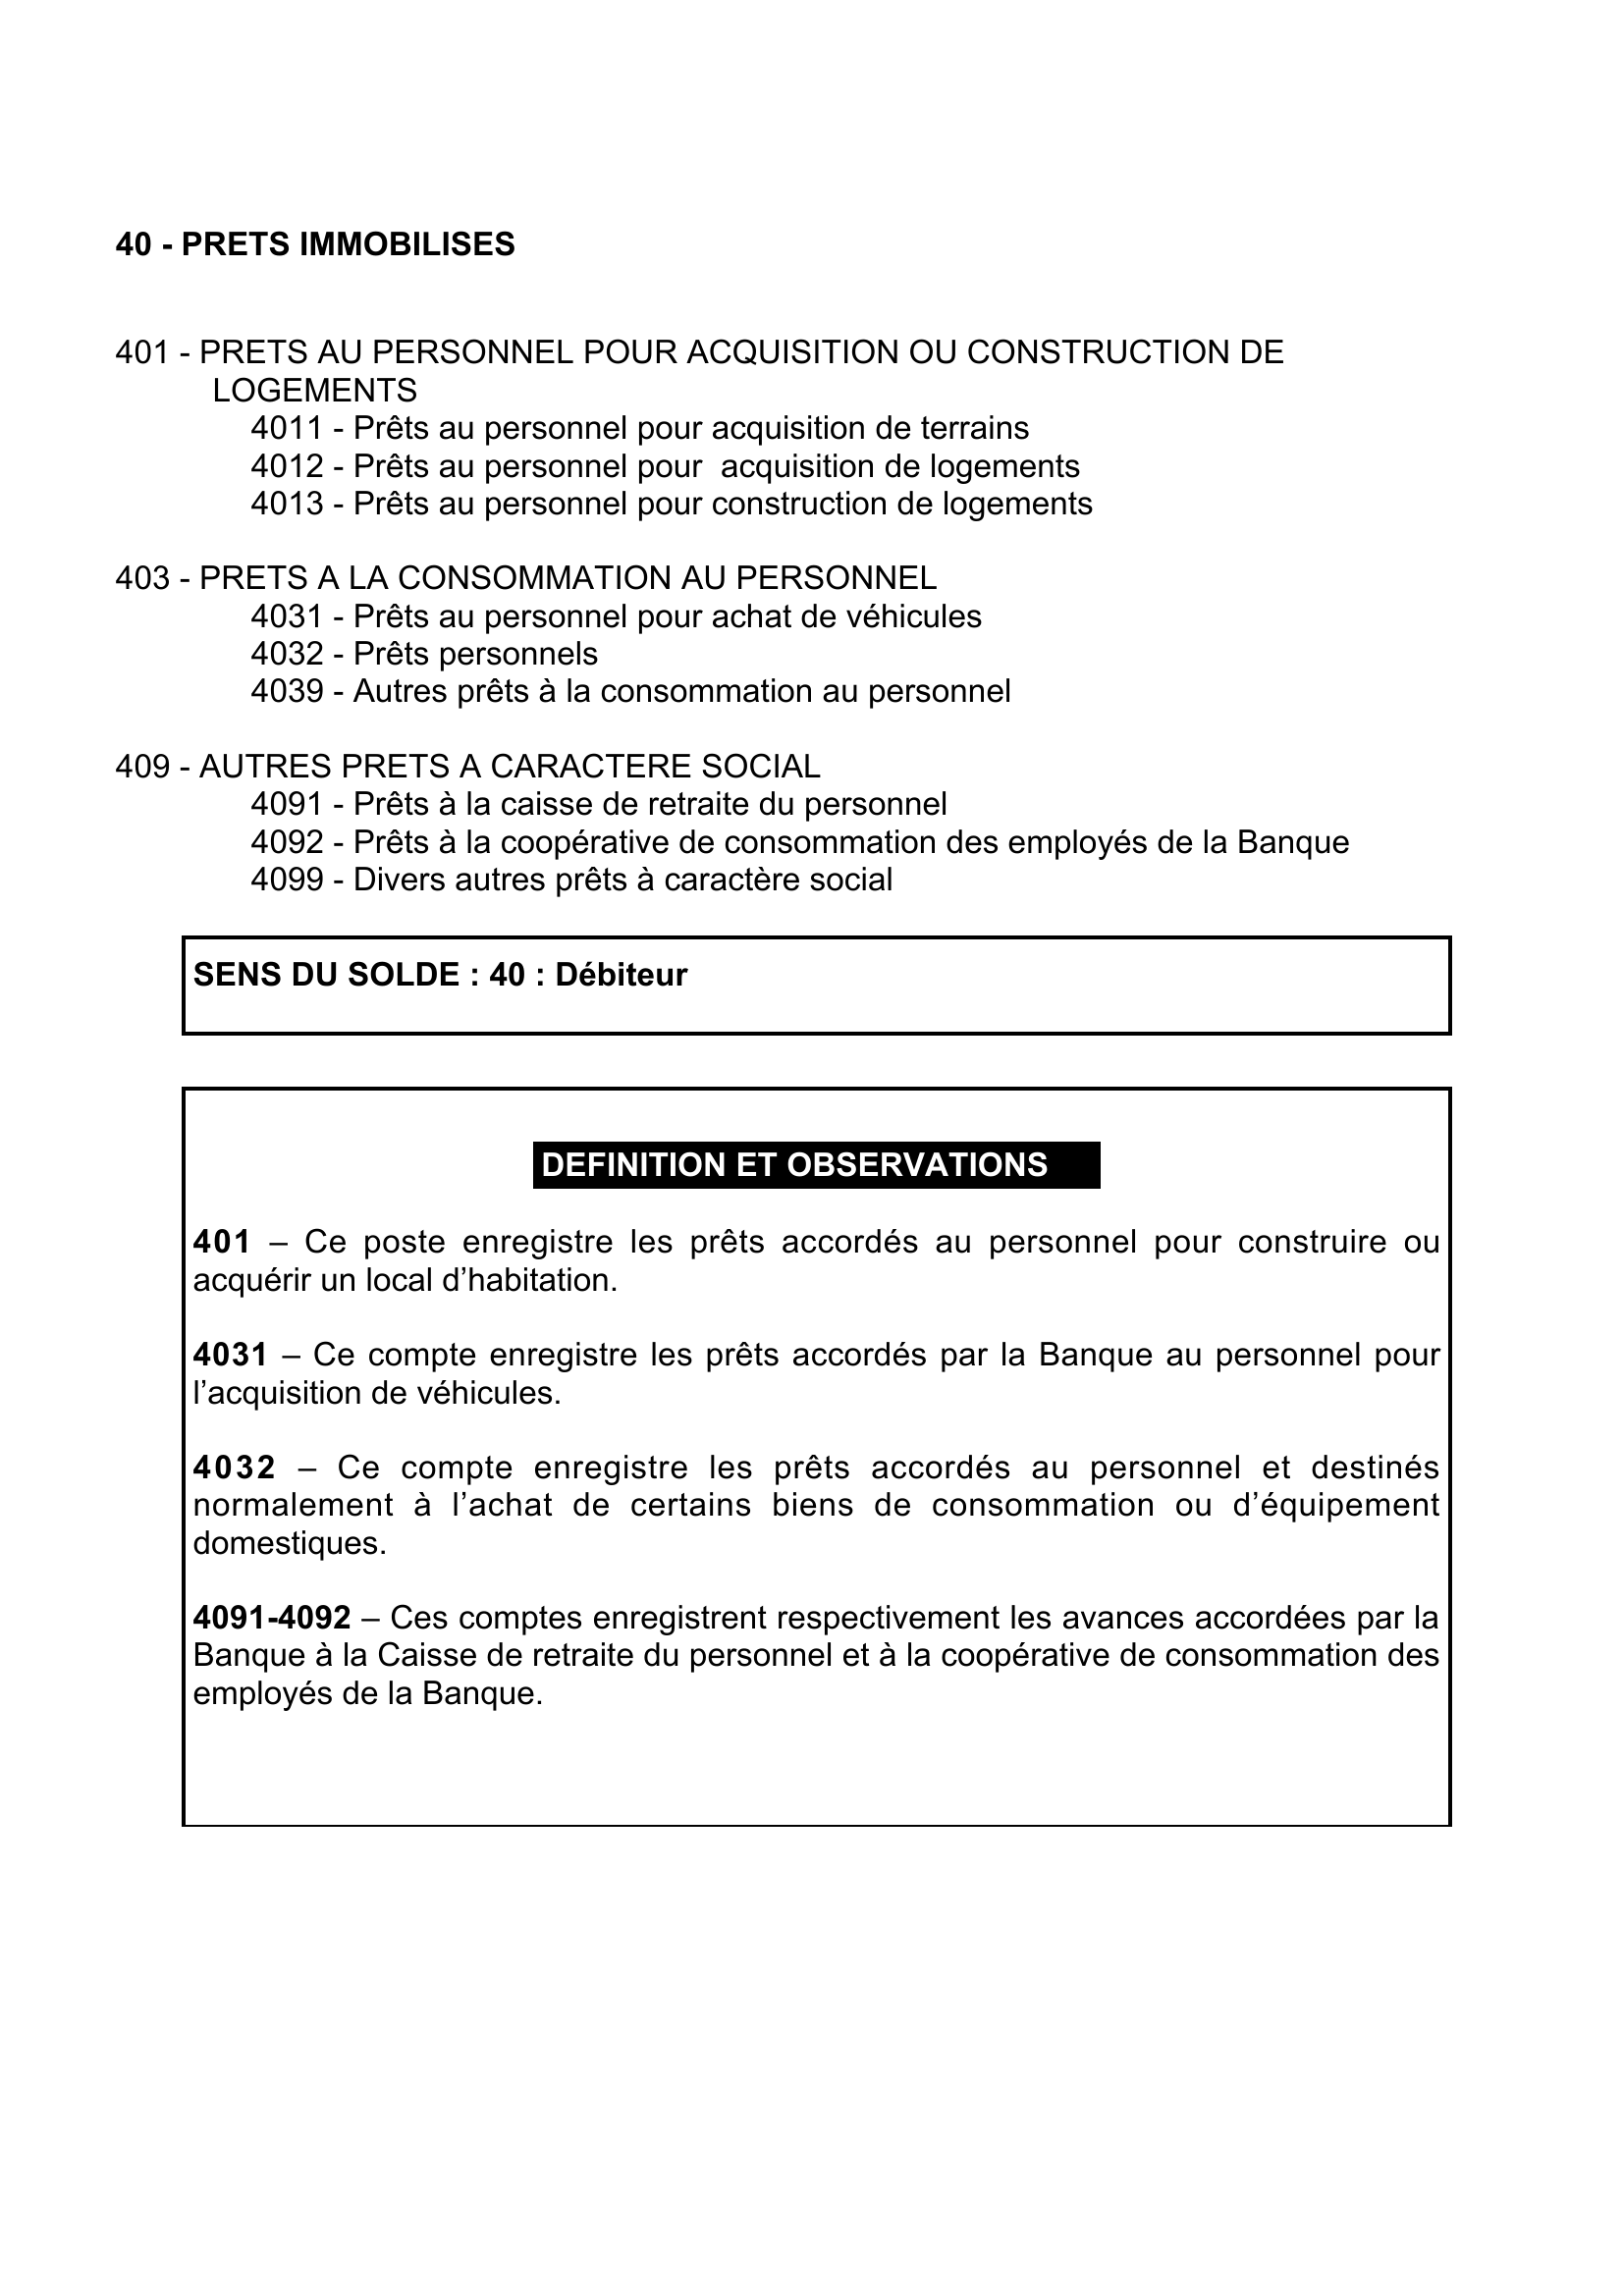 40 - PRETS IMMOBILISES
401 - PRETS AU PERSONNEL POUR ACQUISITION OU CONSTRUCTION DE
LOGEMENTS
4011 - Prêts au personnel pour acquisition de terrains
4012 - Prêts au personnel pour  acquisition de logements
4013 - Prêts au personnel pour construction de logements
403 - PRETS A LA CONSOMMATION AU PERSONNEL
4031 - Prêts au personnel pour achat de véhicules
4032 - Prêts personnels
4039 - Autres prêts à la consommation au personnel
409 - AUTRES PRETS A CARACTERE SOCIAL
4091 - Prêts à la caisse de retraite du personnel
4092 - Prêts à la coopérative de consommation des employés de la Banque
4099 - Divers autres prêts à caractère social
SENS DU SOLDE : 40 : Débiteur
DEFINITION ET OBSERVATIONS
401 – Ce poste enregistre les prêts accordés au personnel pour construire ou
acquérir un local d’habitation.
4031 – Ce compte enregistre les prêts accordés par la Banque au personnel pour
l’acquisition de véhicules.
4032 – Ce compte enregistre les prêts accordés au personnel et destinés
normalement à l’achat de certains biens de consommation ou d’équipement
domestiques.
4091-4092 – Ces comptes enregistrent respectivement les avances accordées par la
Banque à la Caisse de retraite du personnel et à la coopérative de consommation des
employés de la Banque.